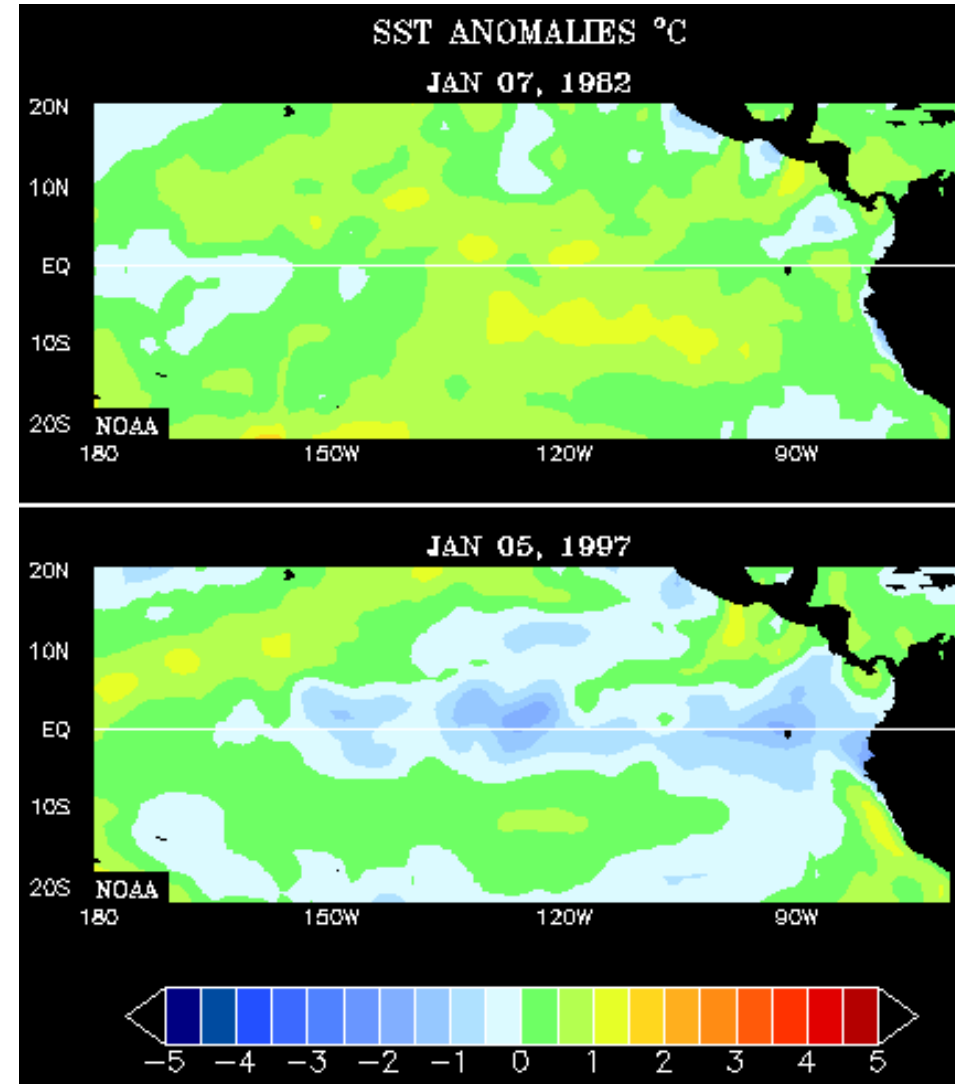 SST ANOMALIES °C
JAN 07, 1982
20N
10N
EQ
10S
20S NOAA
180 150W 120W 90W
JAN 05, 1997
20N
10N
EQ
10S
20S NOAA
180 150W 120W 90W
-5 -4 -3 -2 -1 0 1 2 3 4 5